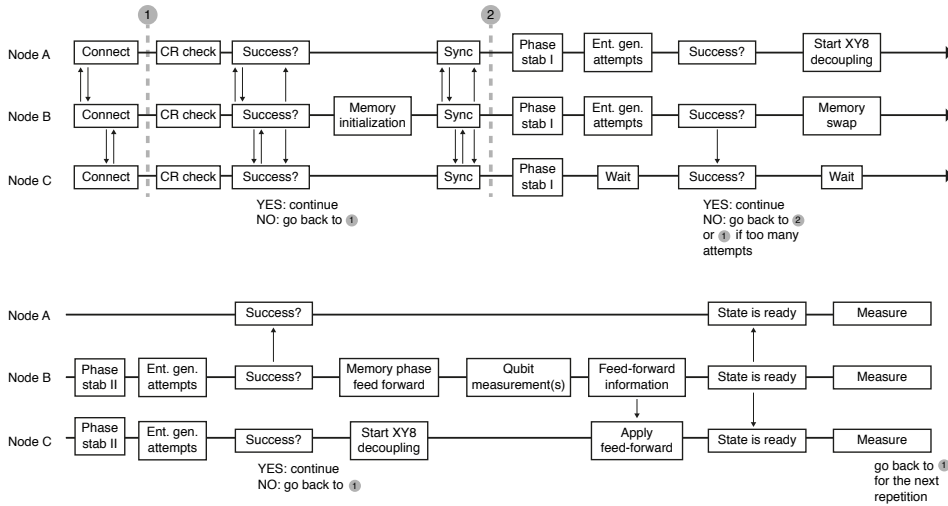 1 2
Node A Connect CR check Success? Sync Phase stab I Ent. gen. attempts Success? Start XY8 decoupling
Node B Connect CR check Success? Memory initialization Sync Phase stab I Ent. gen. attempts Success? Memory swap
Node C Connect CR check Success? Sync Phase stab I Wait Success? Wait
YES: continue
NO: go back to 1
YES: continue
NO: go back to 2
or 1 if too many
attempts
Node A Success? State is ready Measure
Node B Phase stab II Ent. gen. attempts Success? Memory phase feed forward Qubit measurement(s) Feed-forward information State is ready Measure
Node C Phase stab II Ent. gen. attempts Success? Start XY8 decoupling Apply feed-forward State is ready Measure
YES: continue
NO: go back to 1
go back to 1
for the next
repetition